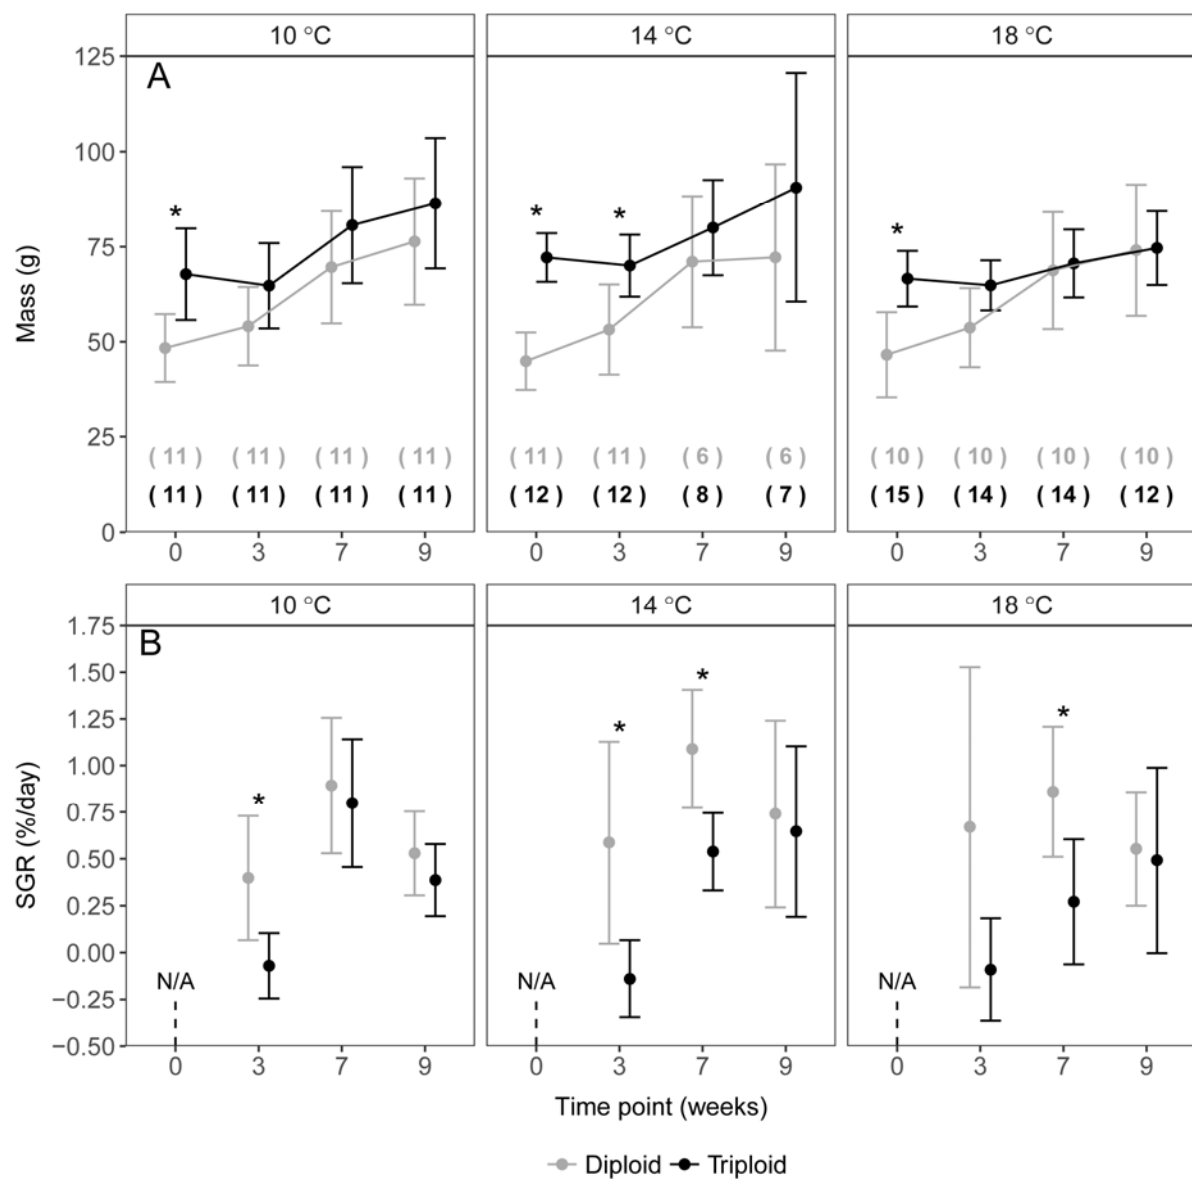 10 °C 14 °C 18 °C
A
125
100
75
50
25
0
Mass (g)
* * * *
( 11 ) ( 11 ) ( 11 ) ( 11 ) ( 11 ) ( 11 ) ( 6 ) ( 6 ) ( 10 ) ( 10 ) ( 10 ) ( 10 )
( 11 ) ( 11 ) ( 11 ) ( 11 ) ( 12 ) ( 12 ) ( 8 ) ( 7 ) ( 15 ) ( 14 ) ( 14 ) ( 12 )
0 3 7 9 0 3 7 9 0 3 7 9
10 °C 14 °C 18 °C
B
1.75
1.50
1.25
1.00
0.75
0.50
0.25
0.00
−0.25
−0.50
SGR (%/day)
* * * *
N/A N/A N/A
0 3 7 9 0 3 7 9 0 3 7 9
Time point (weeks)
Diploid Triploid